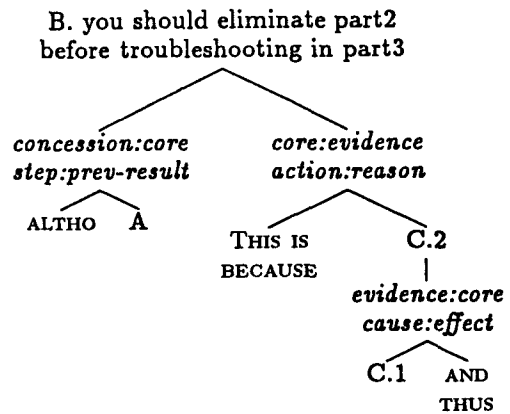 B. you should eliminate part2
before troubleshooting in part3
concession:core
step:prev-result
core:evidence
action:reason
ALTHO A
THIS IS
BECAUSE
C.2
evidence:core
cause:effect
C.1 AND
THUS